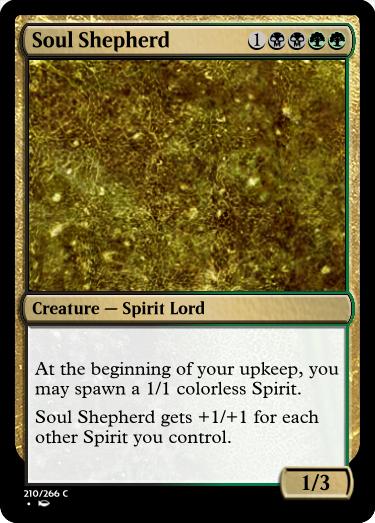 Soul Shepherd 1
Creature — Spirit Lord
At the beginning of your upkeep, you
may spawn a 1/1 colorless Spirit.
Soul Shepherd gets +1/+1 for each
other Spirit you control.
1/3
210/266 C